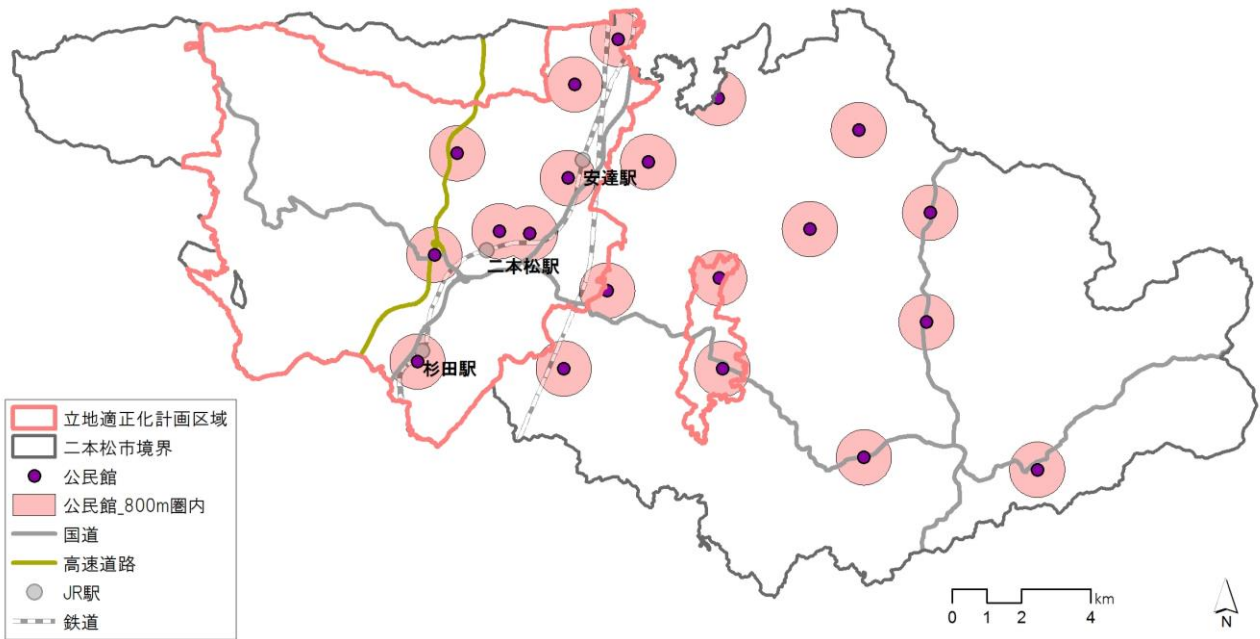 安達駅
二本松駅
杉田駅
立地適正化計画区域
二本松市境界
公民館
公民館_800m圏内
国道
高速道路
JR駅
鉄道
km
0 1 2 4
N